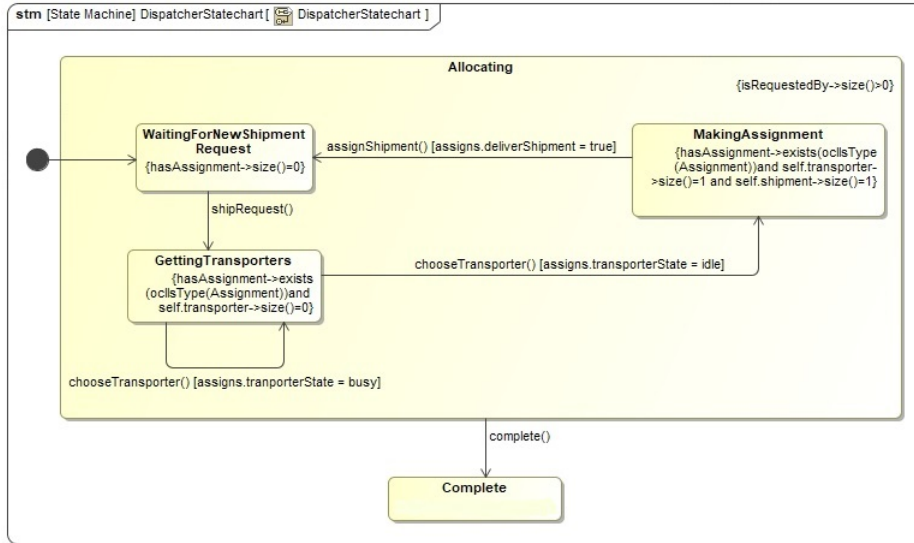 stm [State Machine] DispatcherStatechart [ DispatcherStatechart ]
Allocating
{isRequestedBy->size()>0}
WaitingForNewShipment
Request
{hasAssignment->size()=0}
assignShipment() [assigns.deliverShipment = true]
MakingAssignment
{hasAssignment->exists(oclIsType
(Assignment))and self.transporter-
>size()=1 and self.shipment->size()=1}
shipRequest()
GettingTransporters
{hasAssignment->exists
(oclIsType(Assignment))and
self.transporter->size()=0}
chooseTransporter() [assigns.transporterState = idle]
chooseTransporter() [assigns.tranporterState = busy]
complete()
Complete